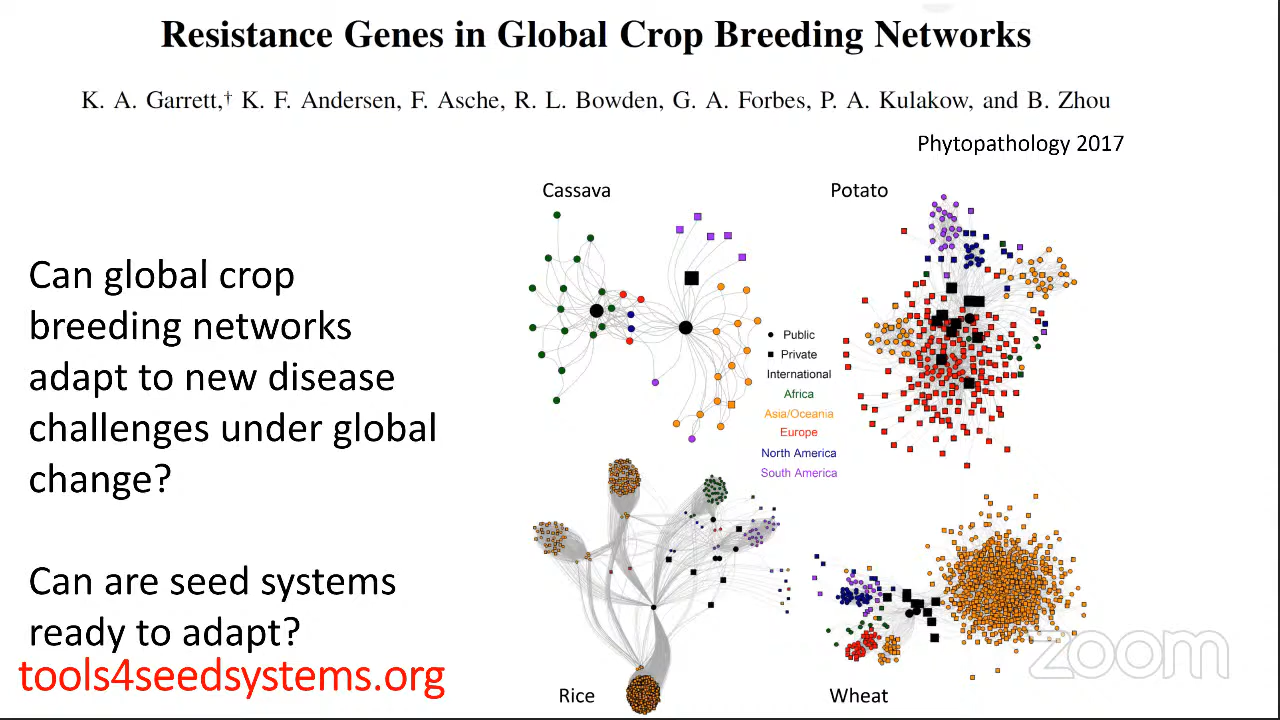 Resistance Genes in Global Crop Breeding Networks
K. A. Garrett,† K. F. Andersen, F. Asche, R. L. Bowden, G. A. Forbes, P. A. Kulakow, and B. Zhou
Phytopathology 2017
Cassava
Potato
Can global crop
breeding networks
adapt to new disease
challenges under global
change?
Public
Private
International
Africa
Asia/Oceania
Europe
North America
South America
Can are seed systems
ready to adapt?
tools4seedsystems.org
Rice
Wheat
zoom